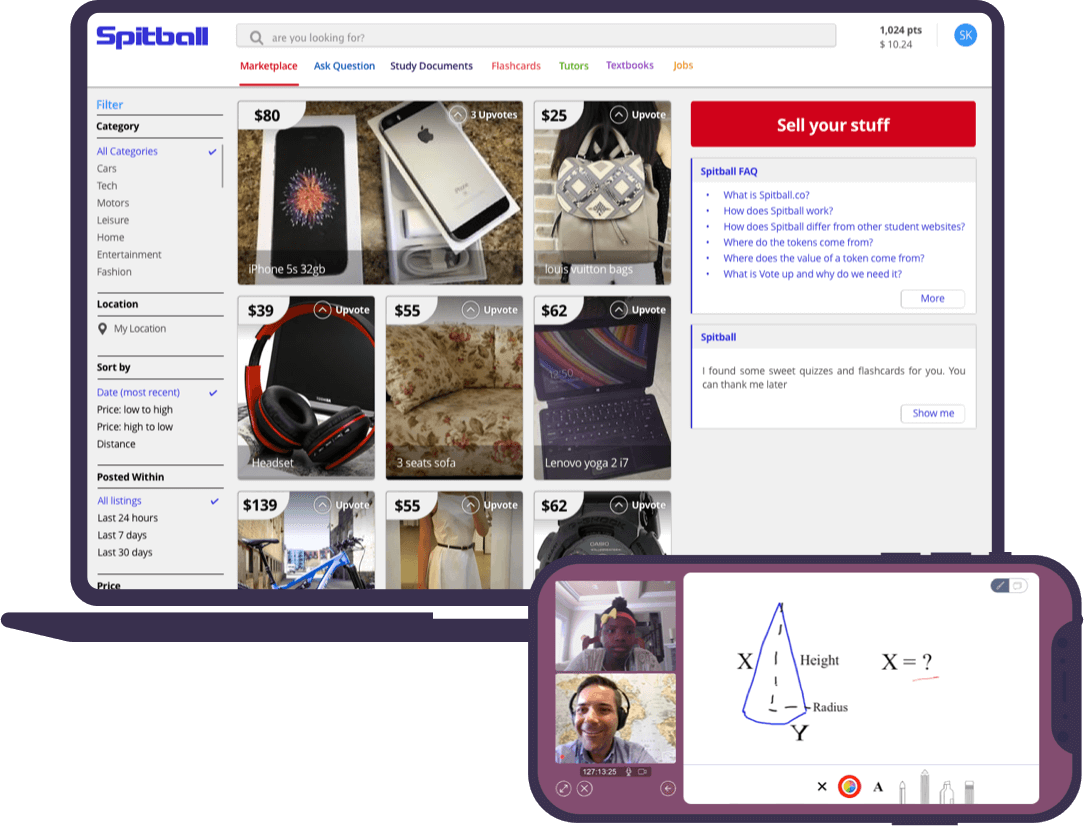 Spitball
are you looking for?
1,024 pts
$ 10.24
SK
Marketplace
Ask Question
Study Documents
Flashcards
Tutors
Textbooks
Jobs
Filter
Category
All Categories
Cars
Tech
Motors
Leisure
Home
Entertainment
Fashion
Location
My Location
Sort by
Date (most recent)
Price: low to high
Price: high to low
Distance
Posted Within
All listings
Last 24 hours
Last 7 days
Last 30 days
Price
$80
3 Upvotes
iPhone
iPhone 5s 32gb
$25
Upvote
louis vuitton bags
$39
Upvote
TOSHIBA
Headset
$55
Upvote
3 seats sofa
$62
Upvote
18:50
Lenovo yoga 2 i7
$139
Upvote
$55
Upvote
$62
Upvote
CASIO
Sell your stuff
Spitball FAQ
• What is Spitball.co?
• How does Spitball work?
• How does Spitball differ from other student websites?
• Where do the tokens come from?
• Where does the value of a token come from?
• What is Vote up and why do we need it?
More
Spitball
I found some sweet quizzes and flashcards for you. You
can thank me later
Show me
127:13:25
X
Height
X = ?
Radius
Y
A